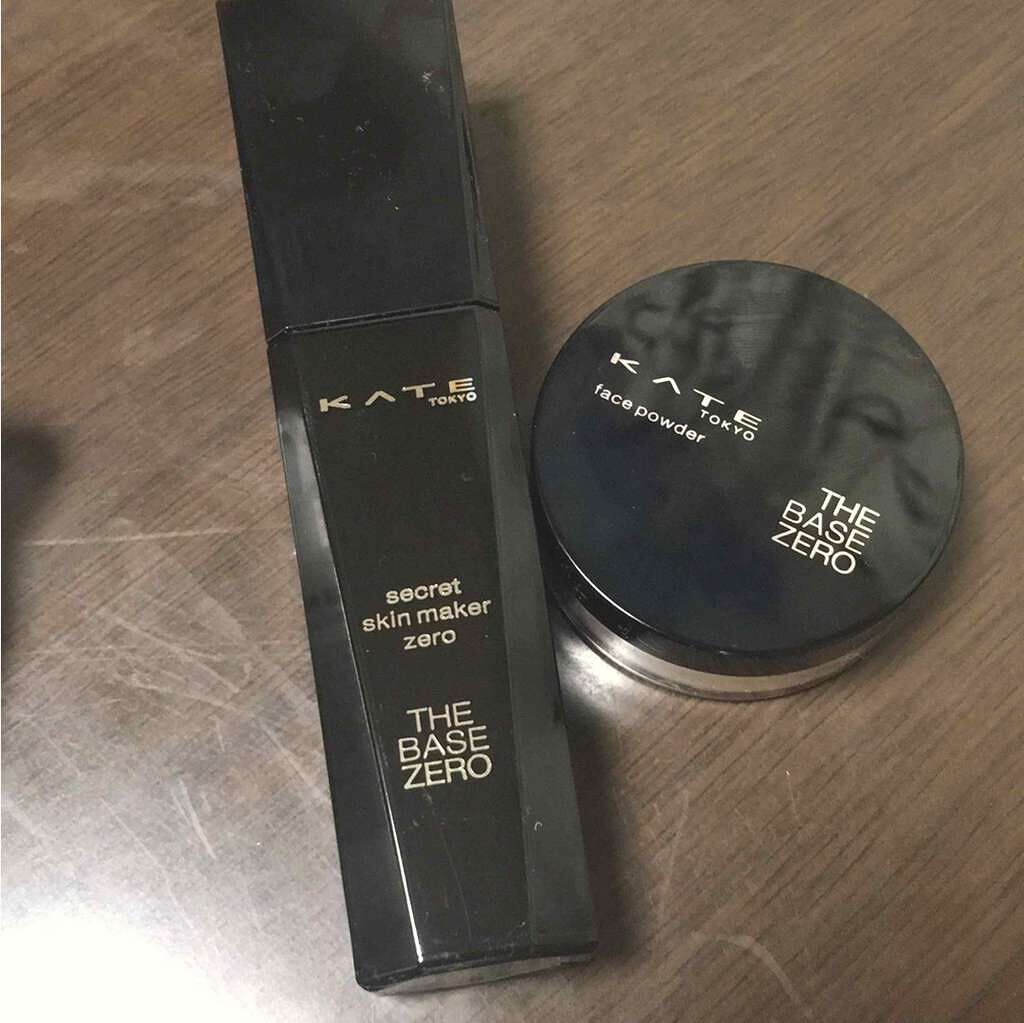 KATE
TOKYO
secret
skin maker
zero
THE
BASE
ZERO
KATE
TOKYO
face powder
THE
BASE
ZERO